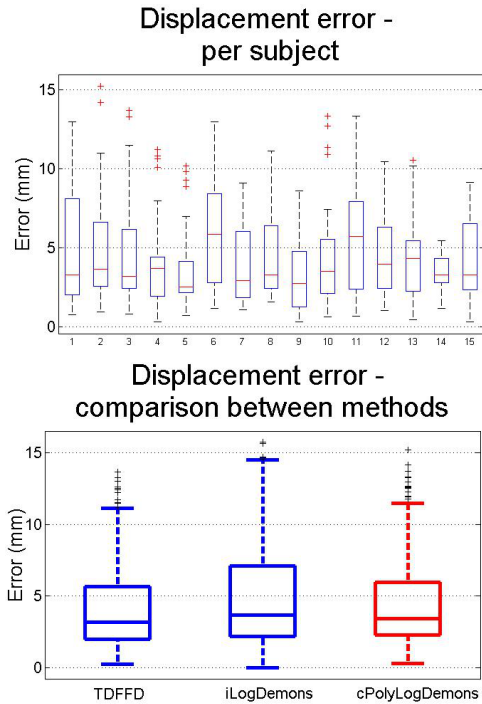 Displacement error -
per subject
Error (mm)
15
10
5
0
1 2 3 4 5 6 7 8 9 10 11 12 13 14 15
Displacement error -
comparison between methods
Error (mm)
15
10
5
0
TDFFD iLogDemons cPolyLogDemons